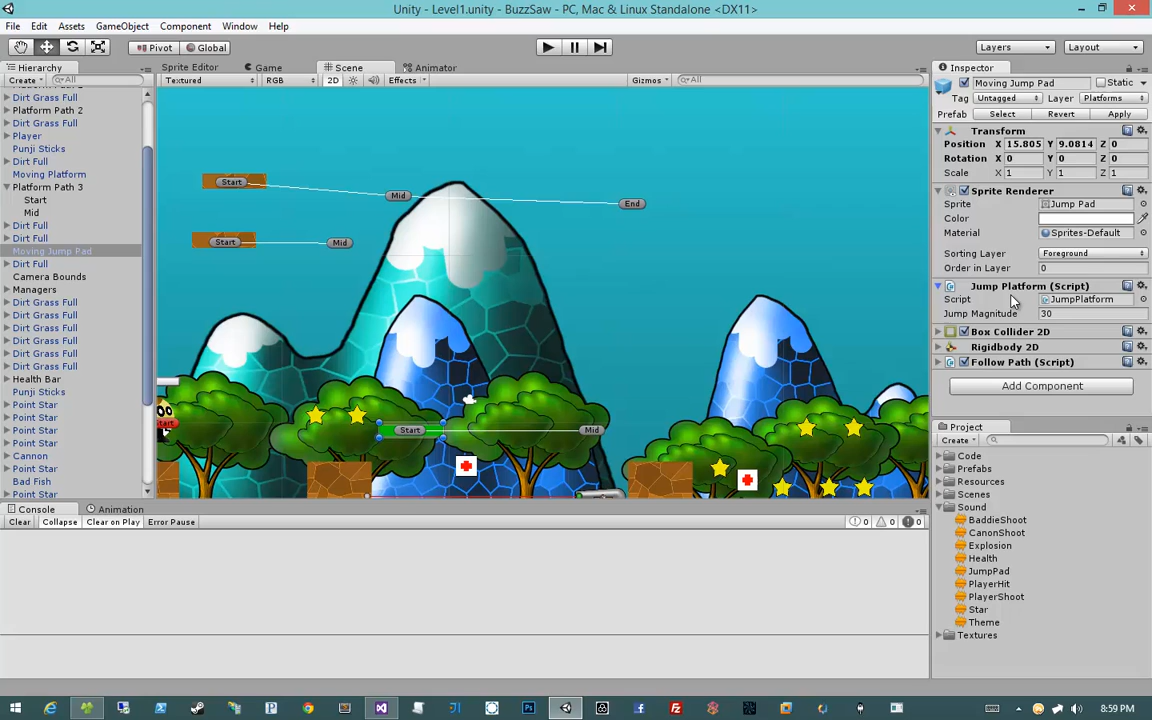 Unity - Level1.unity - BuzzSaw - PC, Mac & Linux Standalone <DX11>
File Edit Assets GameObject Component Window Help
Pivot Global Layers Layout
Hierarchy
Create All
Dirt Grass Full
Platform Path 2
Dirt Grass Full
Player
Punji Sticks
Dirt Full
Moving Platform
Platform Path 3
Start
Mid
Dirt Full
Dirt Full
Moving Jump Pad
Dirt Full
Camera Bounds
Managers
Dirt Grass Full
Dirt Grass Full
Dirt Grass Full
Dirt Grass Full
Dirt Grass Full
Dirt Grass Full
Health Bar
Punji Sticks
Point Star
Point Star
Point Star
Point Star
Cannon
Point Star
Bad Fish
Point Star
Sprite Editor Game Scene Animator
Textured RGB 2D Effects Gizmos All
Start Mid End
Start Mid
Start Mid
Console Animation
Clear Collapse Clear on Play Error Pause 0 0 0
Inspector
Moving Jump Pad Static
Tag Untagged Layer Platforms
Prefab Select Revert Apply
Transform
Position X 15.805 Y 9.0814 Z 0
Rotation X 0 Y 0 Z 0
Scale X 1 Y 1 Z 1
Sprite Renderer
Sprite Jump Pad
Color
Material Sprites-Default
Sorting Layer Foreground
Order in Layer 0
Jump Platform (Script)
Script JumpPlatform
Jump Magnitude 30
Box Collider 2D
Rigidbody 2D
Follow Path (Script)
Add Component
Project
Create
Code
Prefabs
Resources
Scenes
Sound
BaddieShoot
CanonShoot
Explosion
Health
JumpPad
PlayerHit
PlayerShoot
Star
Theme
Textures
8:59 PM